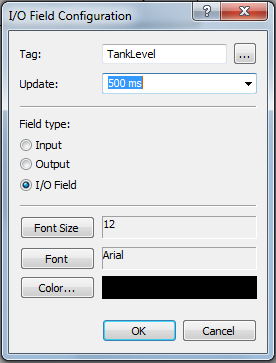 I/O Field Configuration
Tag: TankLevel ...
Update: 500 ms
Field type:
Input
Output
I/O Field
Font Size 12
Font Arial
Color...
OK Cancel